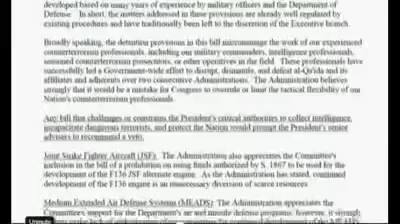 developed based on many years of experience by military officers and the Department of
Defense. In short, the matters addressed in these provisions are already well regulated by
existing procedures and have traditionally been left to the discretion of the Executive branch.
Broadly speaking, the detention provisions in this bill micromanage the work of our experienced
counterterrorism professionals, including our military commanders, intelligence professionals,
seasoned counterterrorism prosecutors, or other operatives in the field. These professionals have
successfully led a Government-wide effort to disrupt, dismantle, and defeat al-Qa'ida and its
affiliates and adherents over two consecutive Administrations. The Administration believes
strongly that it would be a mistake for Congress to overrule or limit the tactical flexibility of our
Nation's counterterrorism professionals.
Any bill that challenges or constrains the President's critical authorities to collect intelligence,
incapacitate dangerous terrorists, and protect the Nation would prompt the President's senior
advisers to recommend a veto.
Joint Strike Fighter Aircraft (JSF): The Administration also appreciates the Committee's
inclusion in the bill of a prohibition on using funds authorized by S. 1867 to be used for the
development of the F136 JSF alternate engine. As the Administration has stated, continued
development of the F136 engine is an unnecessary diversion of scarce resources
Medium Extended Air Defense Systems (MEADS): The Administration appreciates the
Committee's support for the Department's air and missile defense programs; however, it strongly